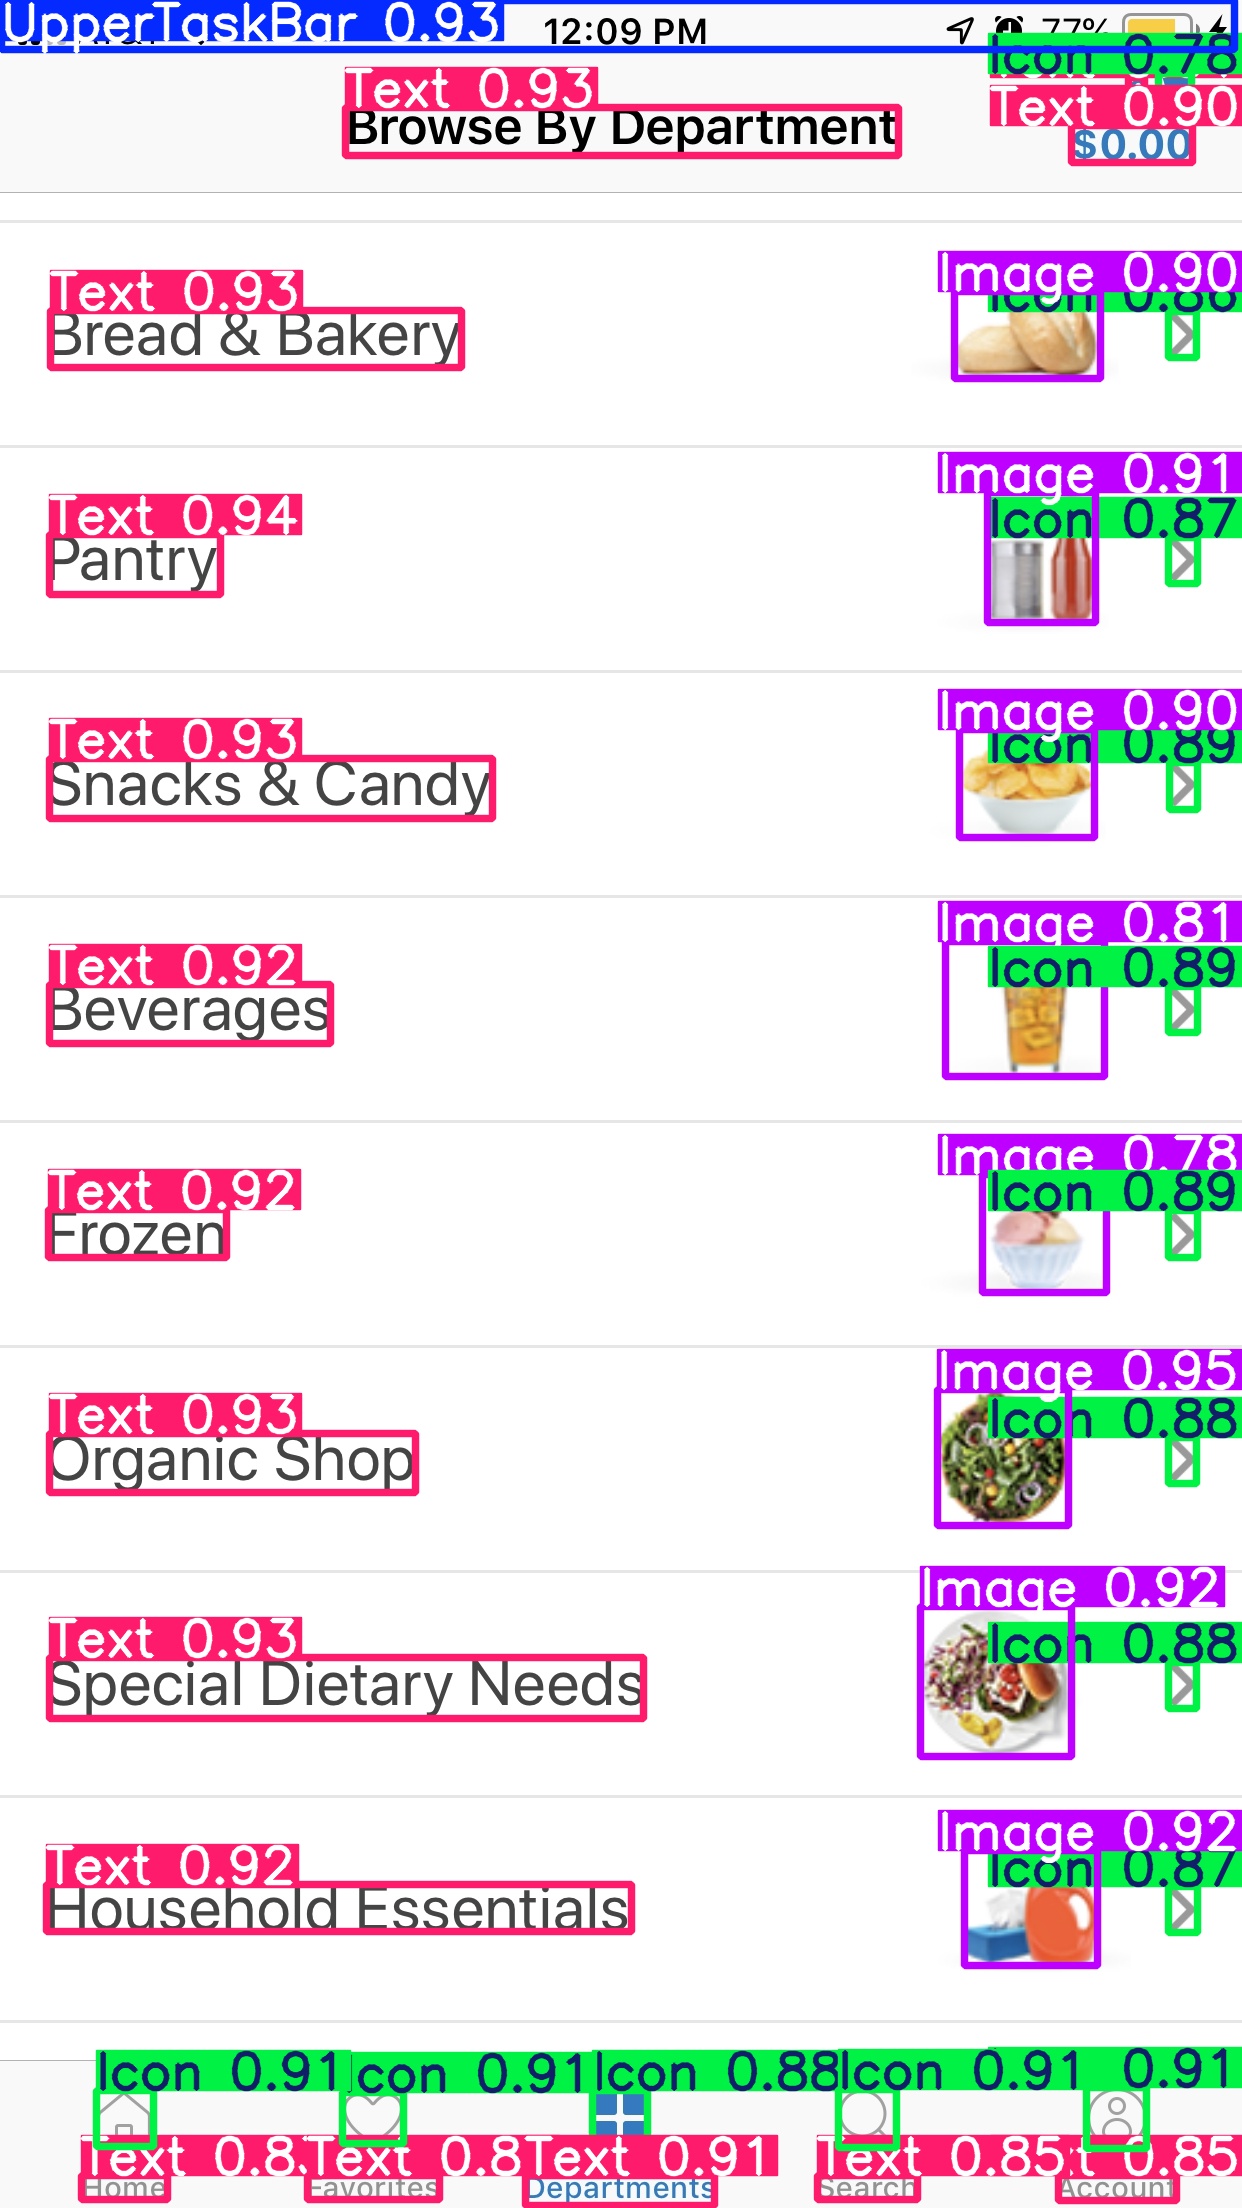 UpperTaskBar 0.93
12:09 PM
77%
Icon 0.78
Text 0.93
Text 0.90
Browse By Department
$0.00
Image 0.90
Text 0.93
Icon 0.86
Bread & Bakery
Image 0.91
Text 0.94
Icon 0.87
Pantry
Image 0.90
Text 0.93
Icon 0.89
Snacks & Candy
Image 0.81
Text 0.92
Icon 0.89
Beverages
Image 0.78
Text 0.92
Icon 0.89
Frozen
Image 0.95
Text 0.93
Icon 0.88
Organic Shop
Image 0.92
Text 0.93
Icon 0.88
Special Dietary Needs
Image 0.92
Text 0.92
Icon 0.87
Household Essentials
Icon 0.91 Icon 0.91 Icon 0.88 Icon 0.91 0.91
Text 0.8 Text 0.8 Text 0.91 Text 0.85 t 0.85
Home Favorites Departments Search Account